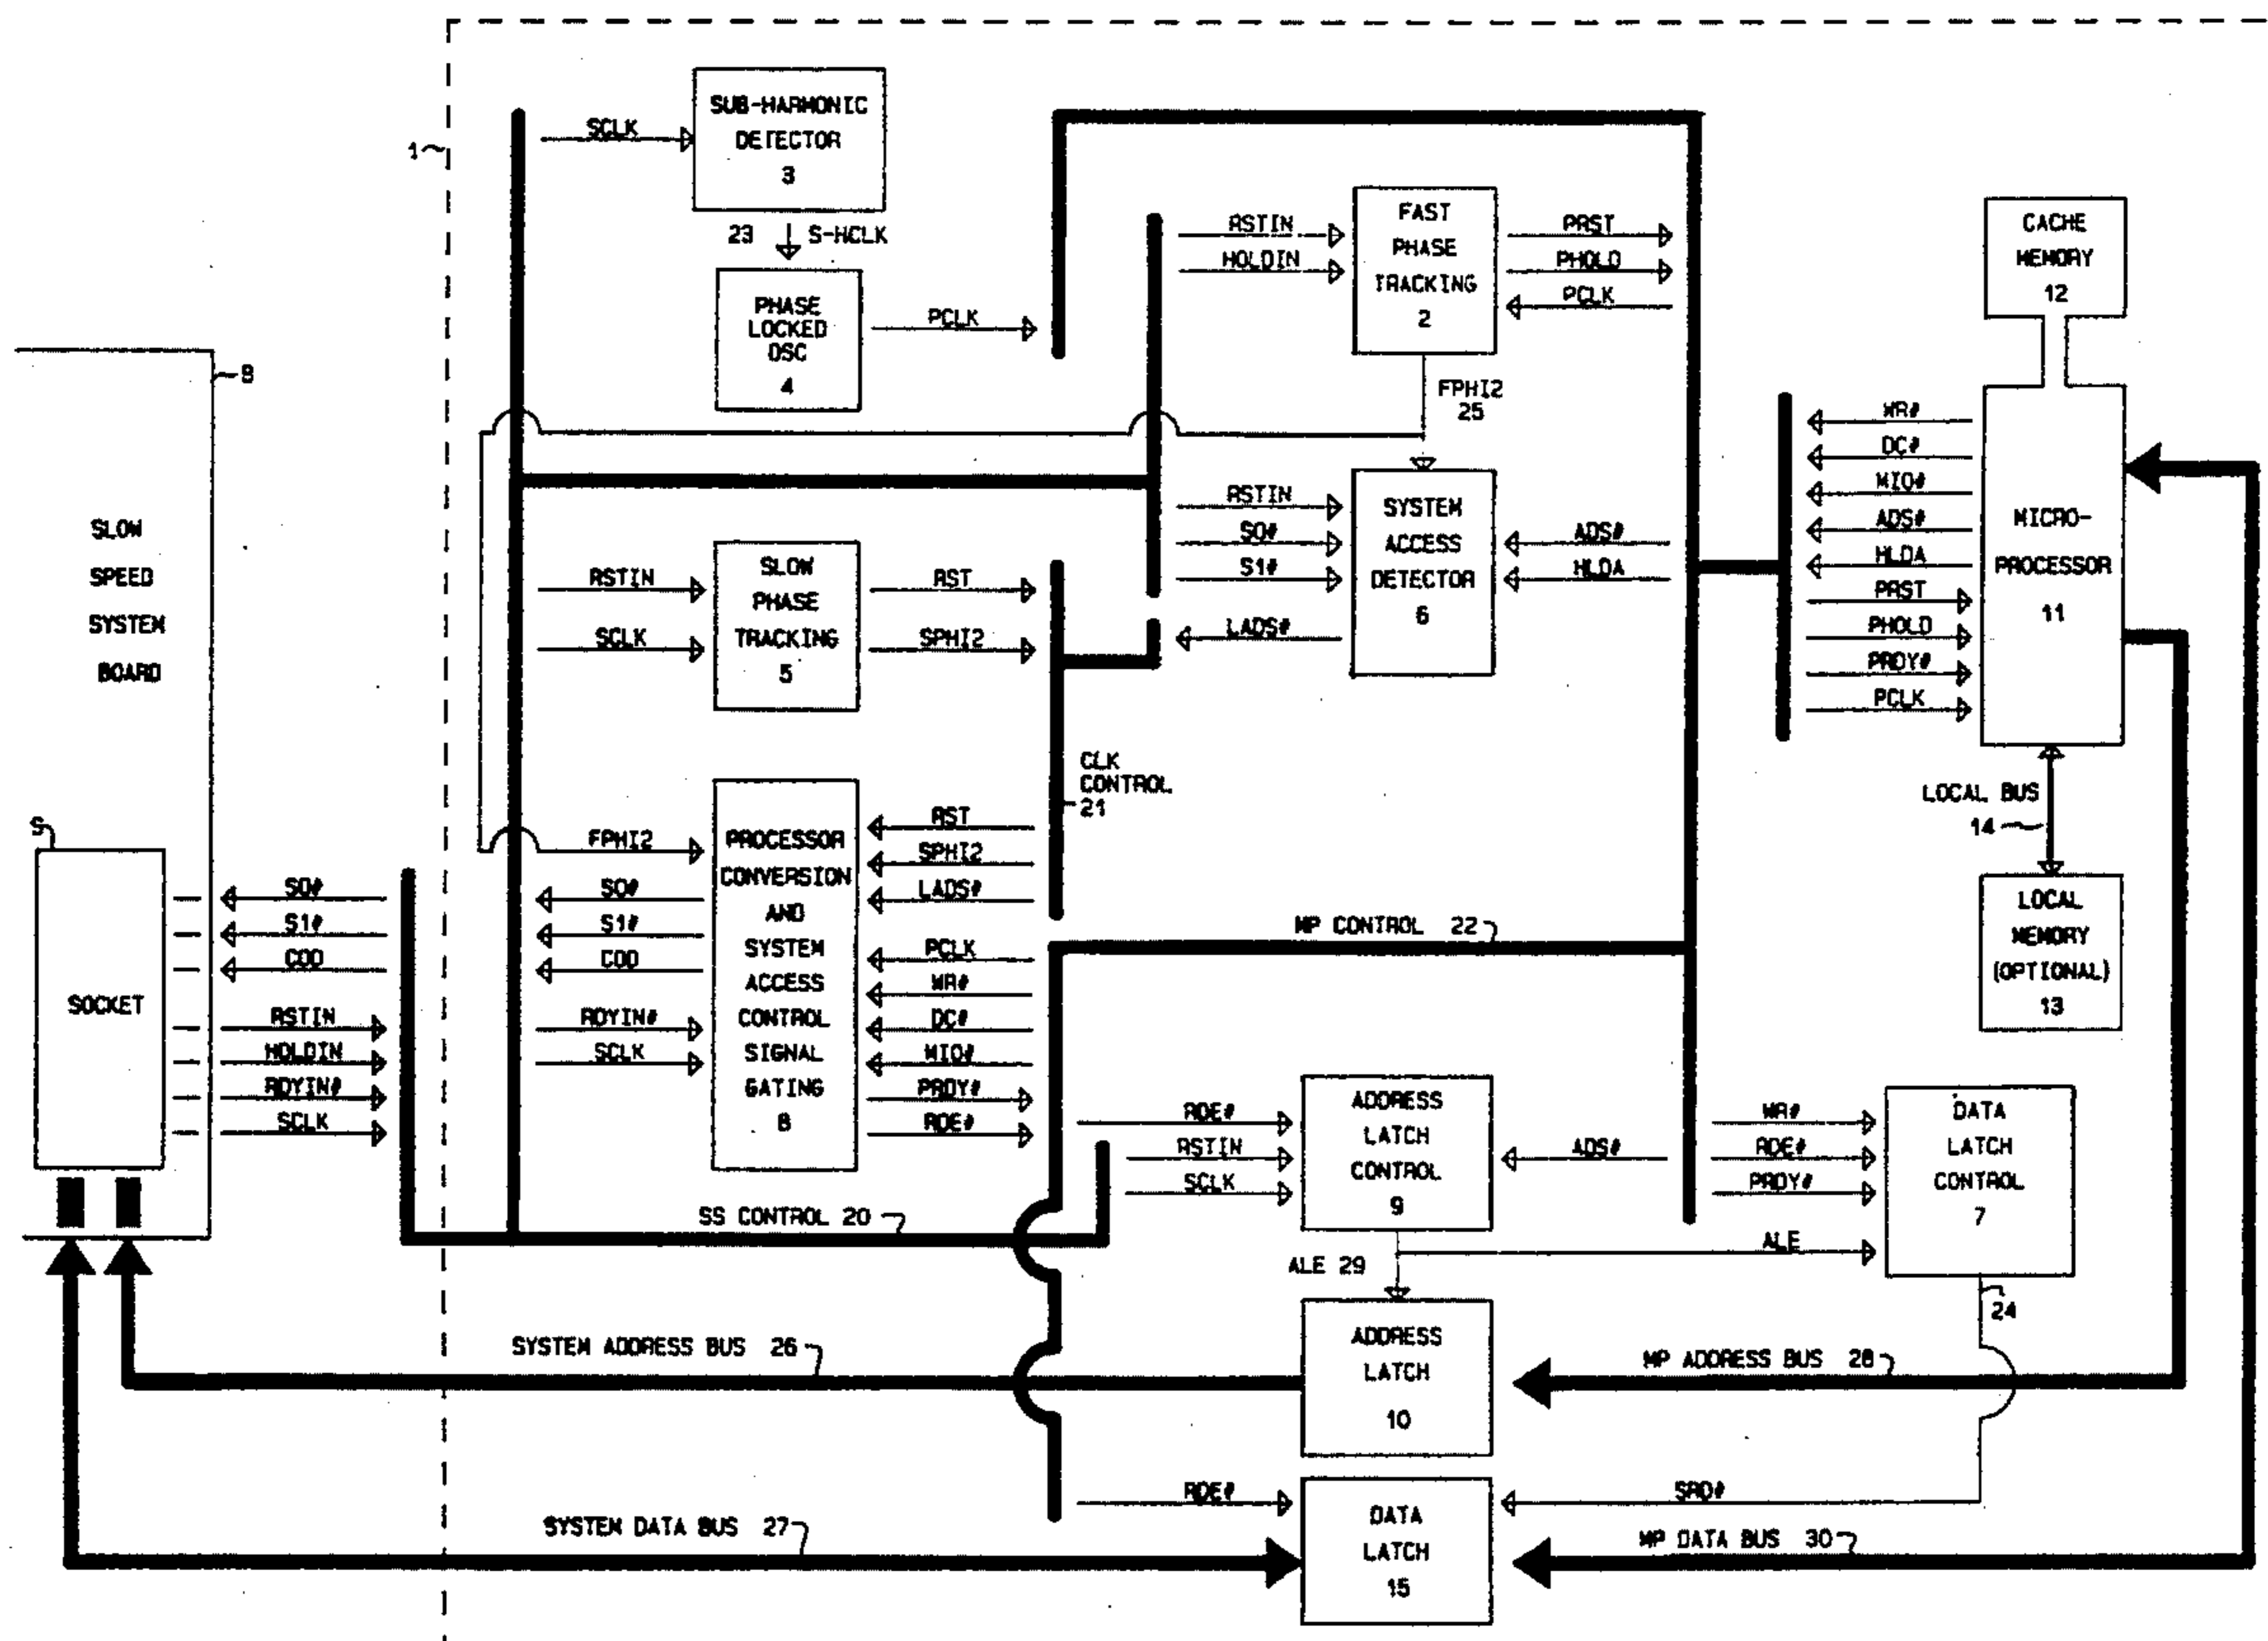 1
SUB-HARMONIC
DETECTOR
3
SCLK
23
S-HCLK
PHASE
LOCKED
OSC
4
PCLK
RSTIN
HOLDIN
FAST
PHASE
TRACKING
2
PRST
PHOLD
PCLK
FPHI2
25
CACHE
MEMORY
12
B
SLOW
SPEED
SYSTEM
BOARD
RSTIN
SCLK
SLOW
PHASE
TRACKING
5
RST
SPHI2
RSTIN
S0#
S1#
LADS#
SYSTEM
ACCESS
DETECTOR
6
ADS#
HLDA
WR#
DC#
MIO#
ADS#
HLDA
PRST
PHOLD
PRDY#
PCLK
MICRO-
PROCESSOR
11
CLK
CONTROL
21
LOCAL BUS
14
LOCAL
MEMORY
(OPTIONAL)
13
S
SOCKET
S0#
S1#
COD
RSTIN
HOLDIN
RDYIN#
SCLK
FPHI2
S0#
S1#
COD
RDYIN#
SCLK
PROCESSOR
CONVERSION
AND
SYSTEM
ACCESS
CONTROL
SIGNAL
GATING
8
RST
SPHI2
LADS#
PCLK
WR#
DC#
MIO#
PRDY#
RDE#
MP CONTROL 22
RDE#
RSTIN
SCLK
ADDRESS
LATCH
CONTROL
9
ADS#
WR#
RDE#
PRDY#
ALE
DATA
LATCH
CONTROL
7
24
SS CONTROL 20
ALE 29
SYSTEM ADDRESS BUS 26
ADDRESS
LATCH
10
MP ADDRESS BUS 28
RDE#
SRD#
SYSTEM DATA BUS 27
DATA
LATCH
15
MP DATA BUS 30